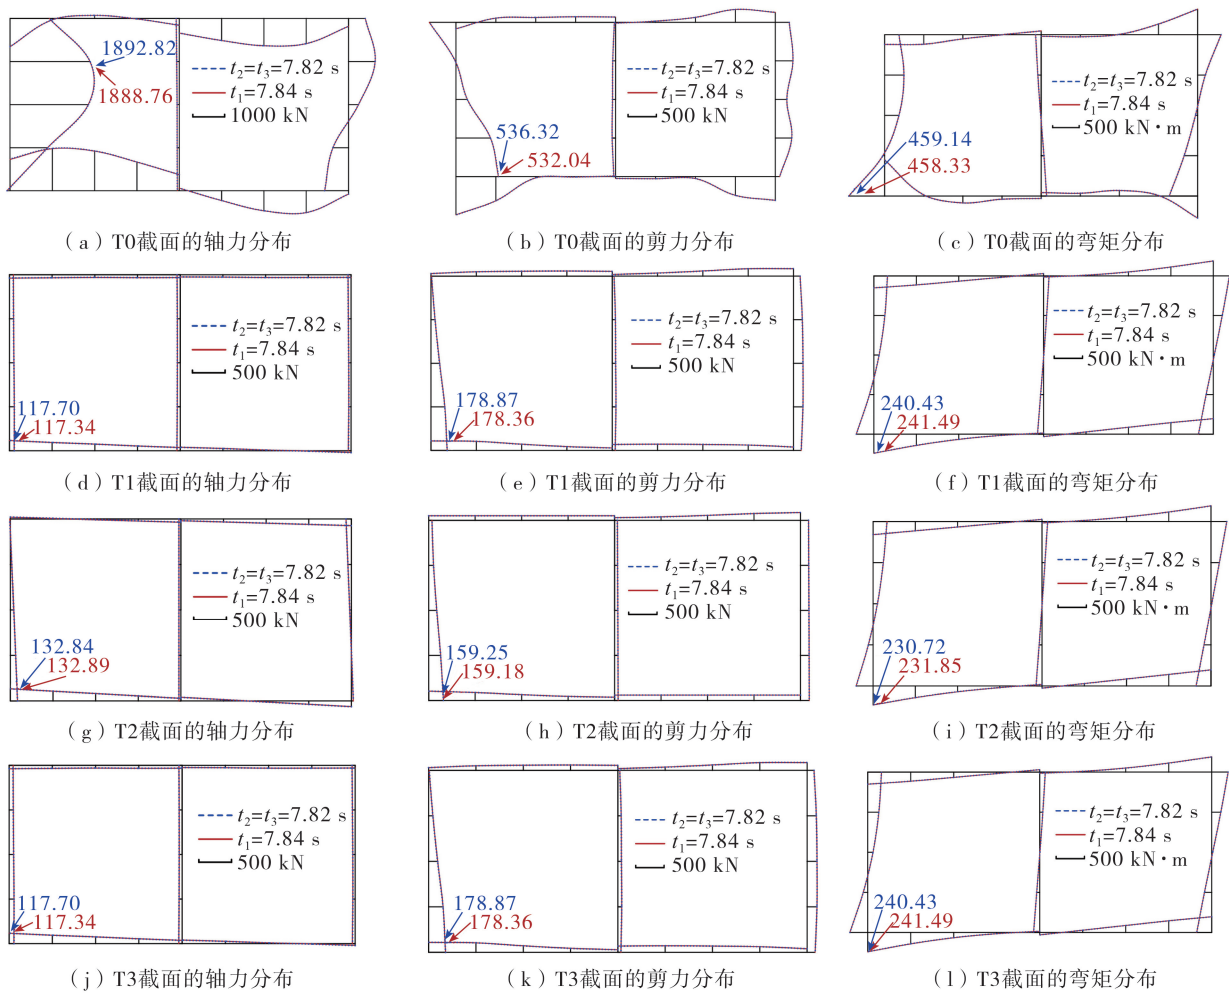 1892.82
1888.76
t₂=t₃=7.82 s
t₁=7.84 s
1000 kN
（a）T0截面的轴力分布
536.32
532.04
t₂=t₃=7.82 s
t₁=7.84 s
500 kN
（b）T0截面的剪力分布
459.14
458.33
t₂=t₃=7.82 s
t₁=7.84 s
500 kN·m
（c）T0截面的弯矩分布
117.70
117.34
t₂=t₃=7.82 s
t₁=7.84 s
500 kN
（d）T1截面的轴力分布
178.87
178.36
t₂=t₃=7.82 s
t₁=7.84 s
500 kN
（e）T1截面的剪力分布
240.43
241.49
t₂=t₃=7.82 s
t₁=7.84 s
500 kN·m
（f）T1截面的弯矩分布
132.84
132.89
t₂=t₃=7.82 s
t₁=7.84 s
500 kN
（g）T2截面的轴力分布
159.25
159.18
t₂=t₃=7.82 s
t₁=7.84 s
500 kN
（h）T2截面的剪力分布
230.72
231.85
t₂=t₃=7.82 s
t₁=7.84 s
500 kN·m
（i）T2截面的弯矩分布
117.70
117.34
t₂=t₃=7.82 s
t₁=7.84 s
500 kN
（j）T3截面的轴力分布
178.87
178.36
t₂=t₃=7.82 s
t₁=7.84 s
500 kN
（k）T3截面的剪力分布
240.43
241.49
t₂=t₃=7.82 s
t₁=7.84 s
500 kN·m
（l）T3截面的弯矩分布